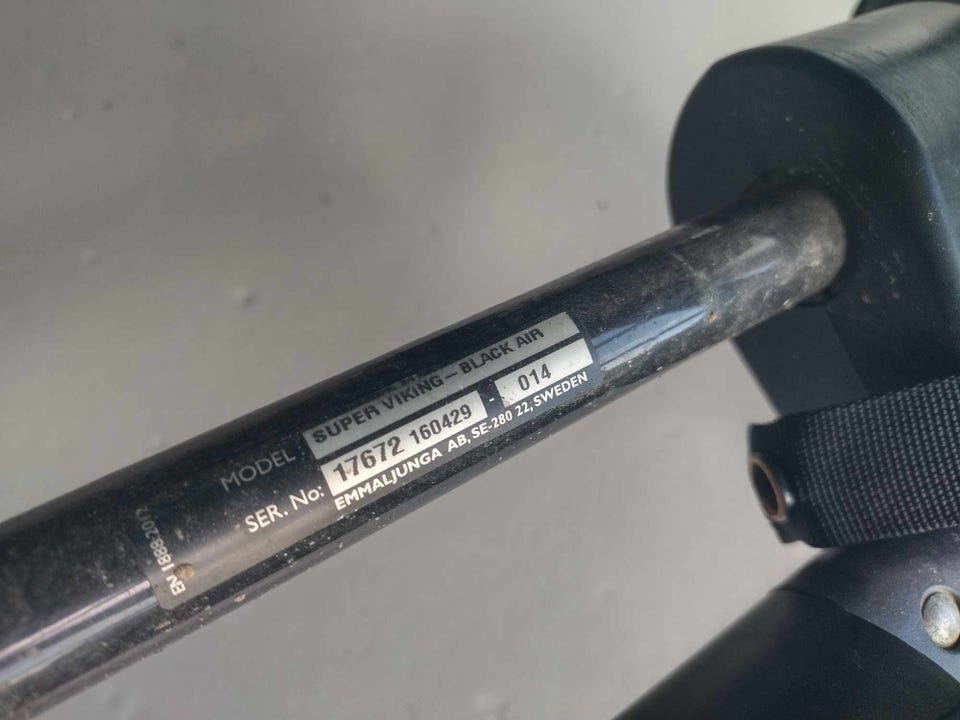 MODEL: SUPER VIKING – BLACK AIR
SER. No: 17672 160429 - 014
EMMALJUNGA AB, SE-280 22, SWEDEN
EN 1888:2012